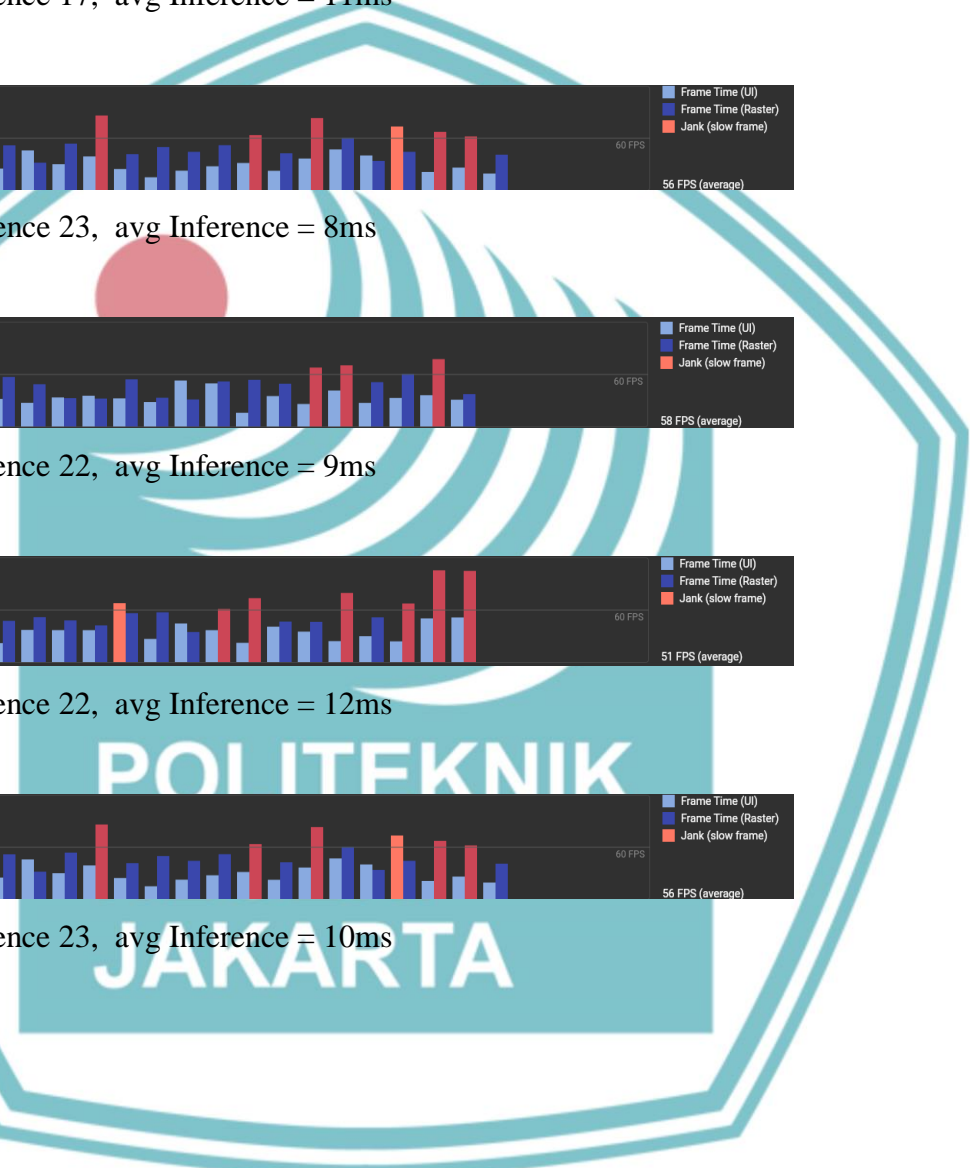 ence 17, avg Inference = 11ms
Frame Time (UI)
Frame Time (Raster)
Jank (slow frame)
60 FPS
56 FPS (average)
ence 23, avg Inference = 8ms
Frame Time (UI)
Frame Time (Raster)
Jank (slow frame)
60 FPS
58 FPS (average)
ence 22, avg Inference = 9ms
Frame Time (UI)
Frame Time (Raster)
Jank (slow frame)
60 FPS
51 FPS (average)
ence 22, avg Inference = 12ms
POLITEKNIK
Frame Time (UI)
Frame Time (Raster)
Jank (slow frame)
60 FPS
56 FPS (average)
ence 23, avg Inference = 10ms
JAKARTA